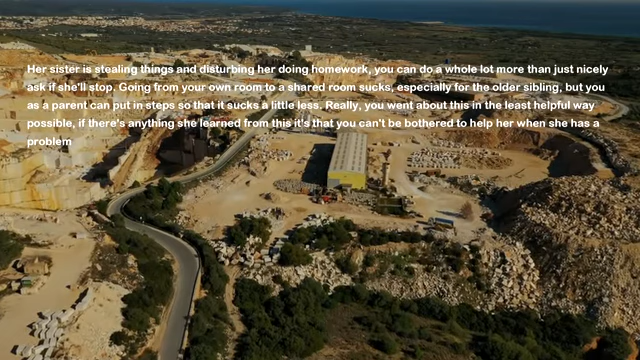 Her sister is stealing things and disturbing her doing homework, you can do a whole lot more than just nicely
ask if she'll stop. Going from your own room to a shared room sucks, especially for the older sibling, but you
as a parent can put in steps so that it sucks a little less. Really, you went about this in the least helpful way
possible, if there's anything she learned from this it's that you can't be bothered to help her when she has a
problem